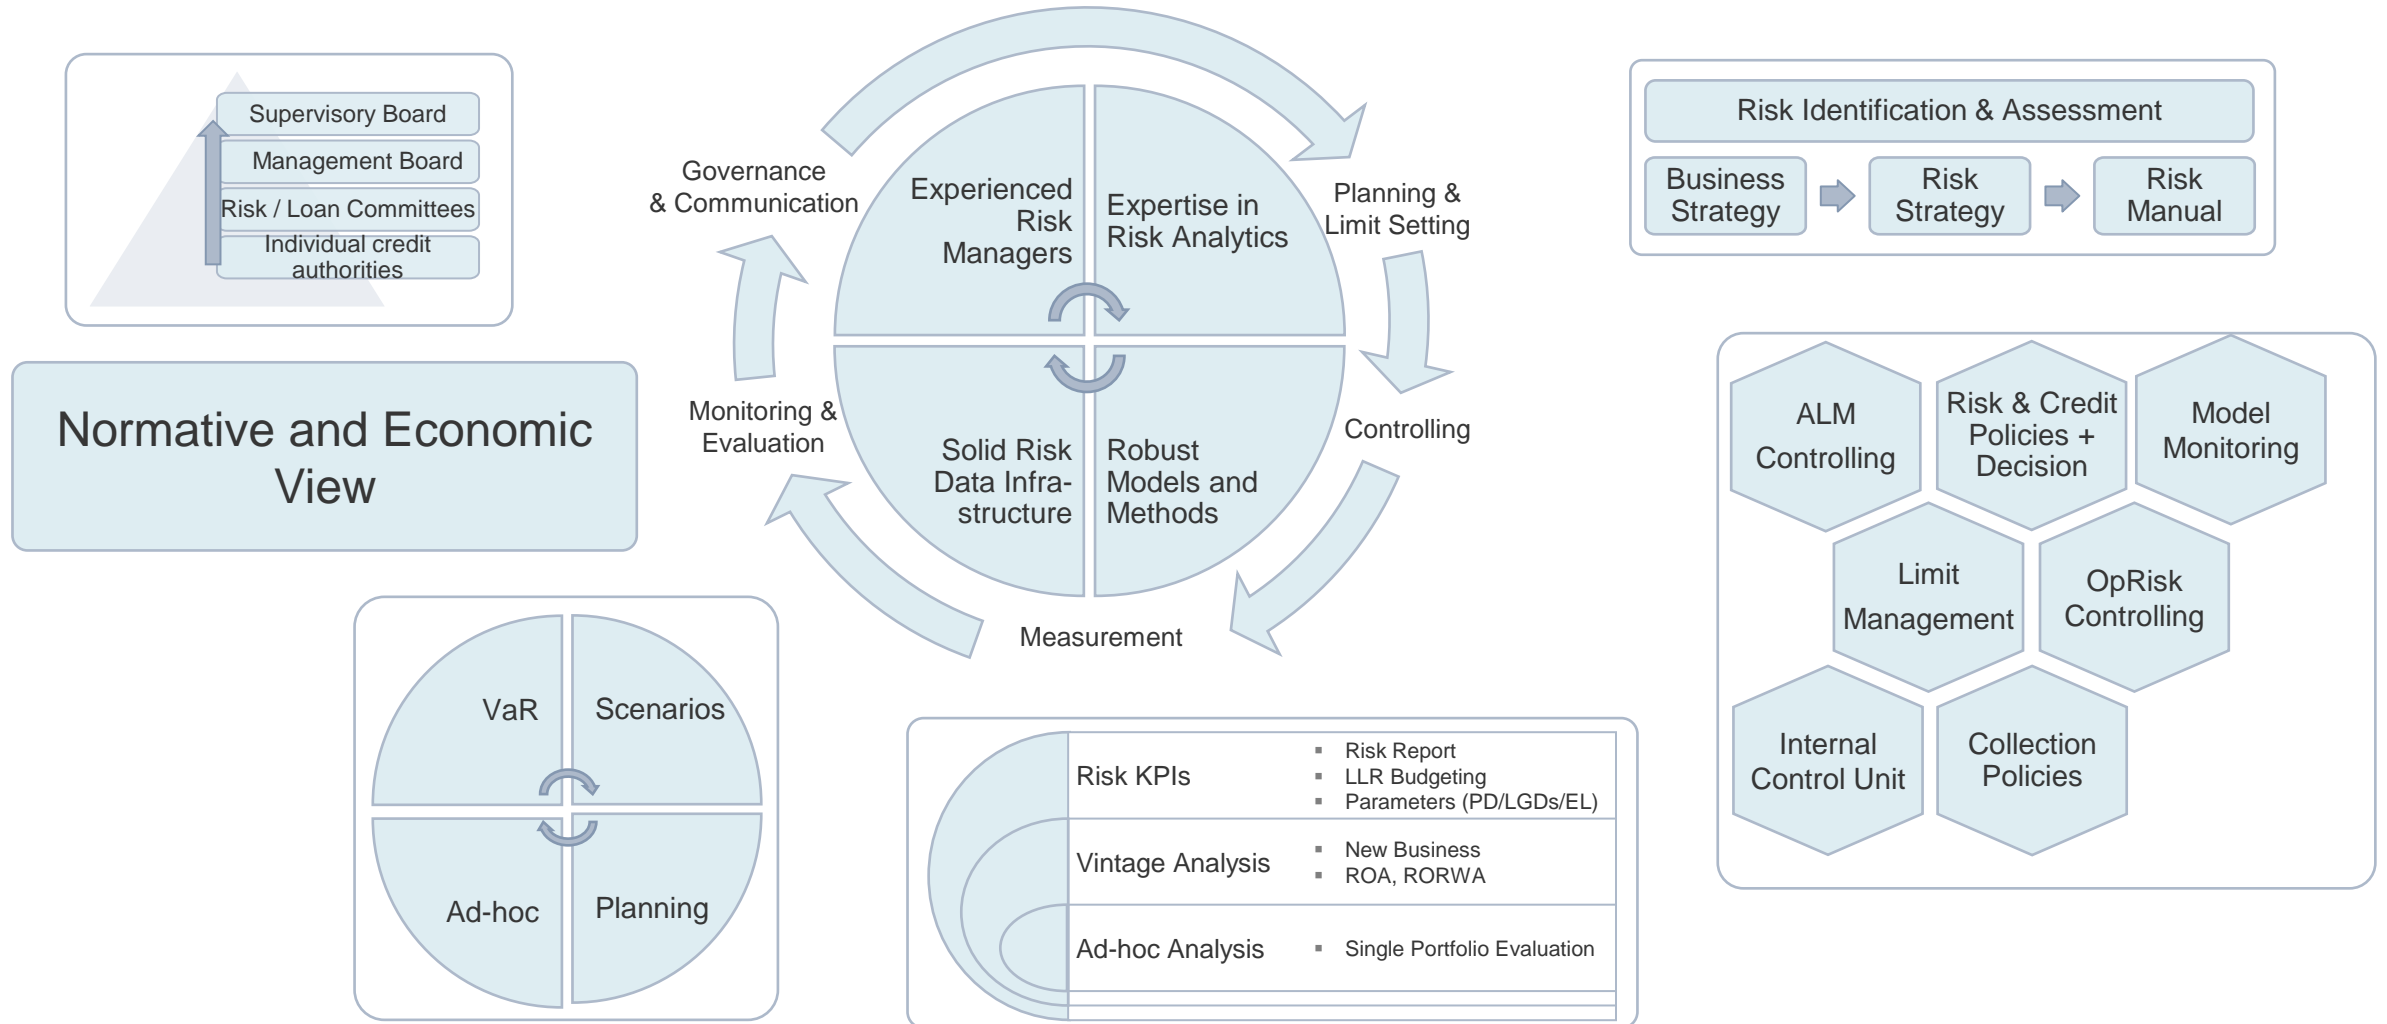 Supervisory Board
Management Board
Risk / Loan Committees
Individual credit
authorities
Normative and Economic
View
Governance
& Communication
Planning &
Limit Setting
Controlling
Measurement
Monitoring &
Evaluation
Experienced
Risk
Managers
Expertise in
Risk Analytics
Solid Risk
Data Infra-
structure
Robust
Models and
Methods
Risk Identification & Assessment
Business
Strategy
Risk
Strategy
Risk
Manual
ALM
Controlling
Risk & Credit
Policies +
Decision
Model
Monitoring
Limit
Management
OpRisk
Controlling
Internal
Control Unit
Collection
Policies
VaR
Scenarios
Ad-hoc
Planning
Risk KPIs
▪ Risk Report
▪ LLR Budgeting
▪ Parameters (PD/LGDs/EL)
Vintage Analysis
▪ New Business
▪ ROA, RORWA
Ad-hoc Analysis
▪ Single Portfolio Evaluation